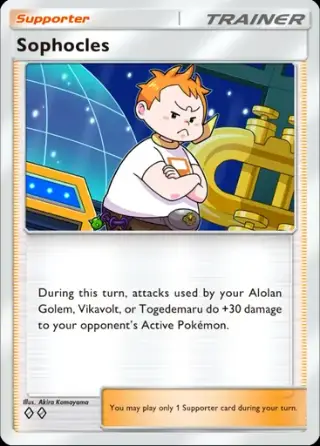 Supporter
TRAINER
Sophocles
During this turn, attacks used by your Alolan
Golem, Vikavolt, or Togedemaru do +30 damage
to your opponent's Active Pokémon.
Illus. Akira Komayama
You may play only 1 Supporter card during your turn.